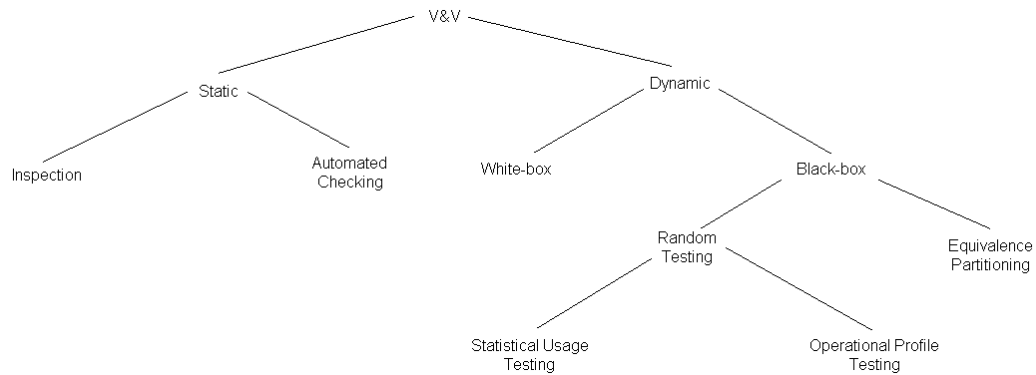 V&V
Static
Dynamic
Inspection
Automated
Checking
White-box
Black-box
Random
Testing
Equivalence
Partitioning
Statistical Usage
Testing
Operational Profile
Testing